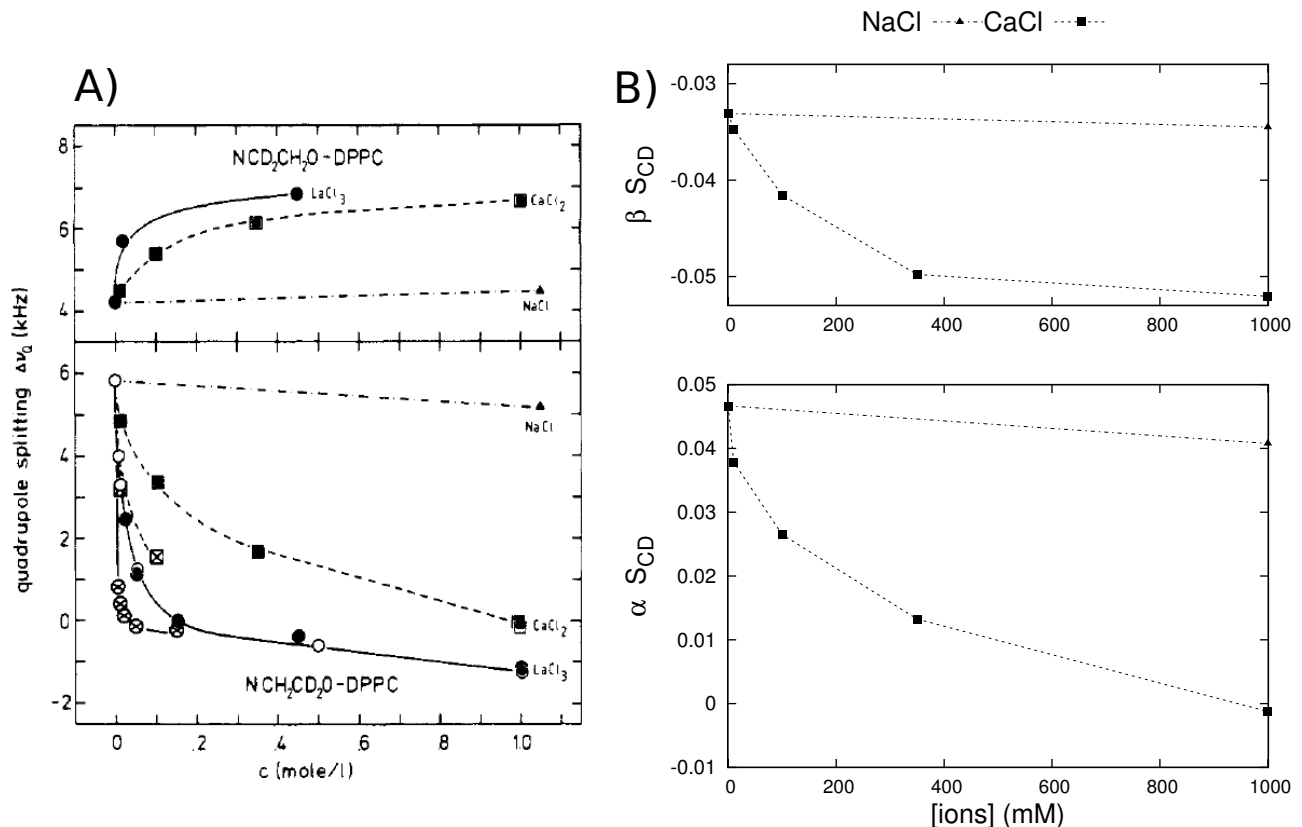 A)
8
6
4
NCD₂CH₂O-DPPC
LaCl₃
CaCl₂
NaCl
quadrupole splitting Δν_Q (kHz)
6
4
2
0
-2
NaCl
CaCl₂
LaCl₃
NCH₂CD₂O-DPPC
0 .2 .4 .6 .8 1.0
c (mole/l)
NaCl CaCl
B)
-0.03
-0.04
-0.05
β S_CD
0 200 400 600 800 1000
0.05
0.04
0.03
0.02
0.01
0
-0.01
α S_CD
0 200 400 600 800 1000
[ions] (mM)